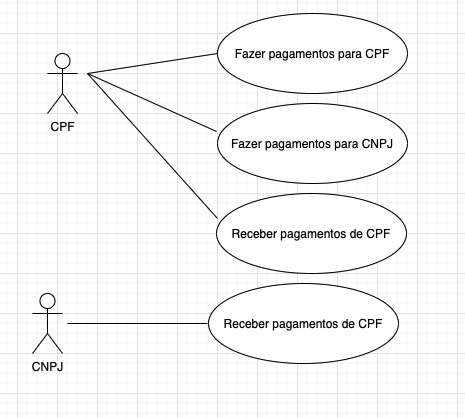 Fazer pagamentos para CPF
CPF
Fazer pagamentos para CNPJ
Receber pagamentos de CPF
Receber pagamentos de CPF
CNPJ